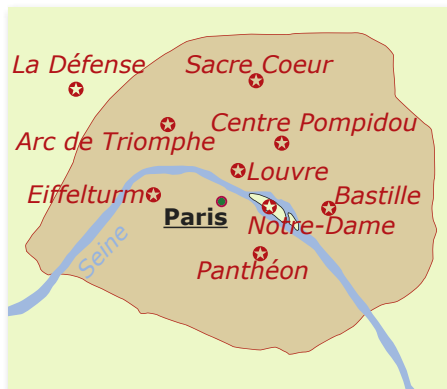 La Défense
Sacre Coeur
Arc de Triomphe
Centre Pompidou
Louvre
Eiffelturm
Bastille
Paris
Notre-Dame
Seine
Panthéon